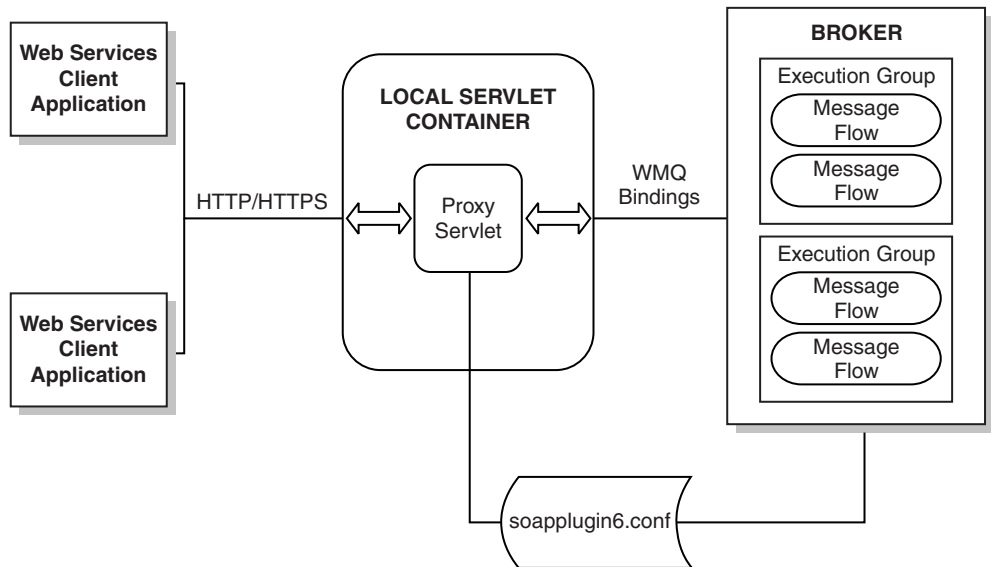 Web Services
Client
Application
HTTP/HTTPS
Web Services
Client
Application
LOCAL SERVLET
CONTAINER
Proxy
Servlet
WMQ
Bindings
BROKER
Execution Group
Message
Flow
Message
Flow
Execution Group
Message
Flow
Message
Flow
soapplugin6.conf